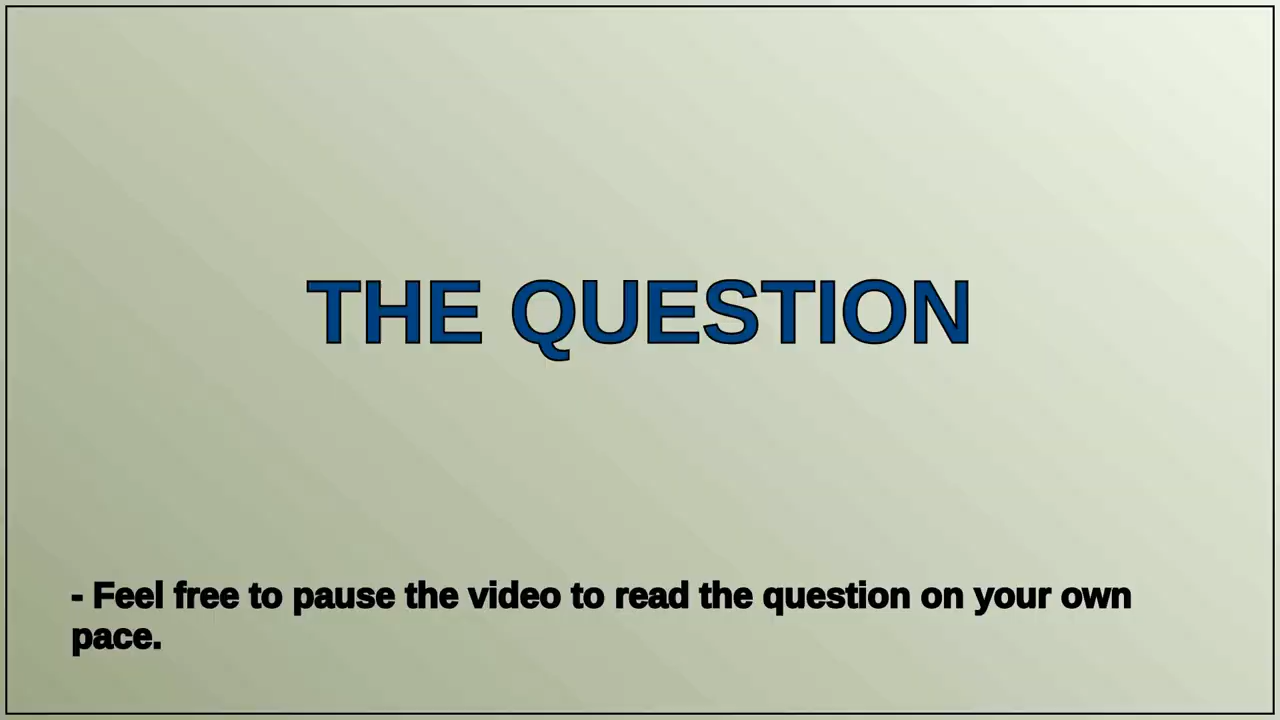 THE QUESTION
- Feel free to pause the video to read the question on your own
pace.